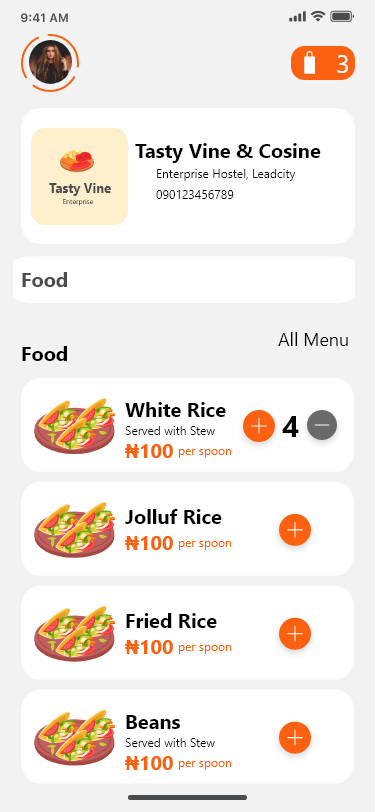 9:41 AM
3
Tasty Vine & Cosine
Enterprise Hostel, Leadcity
090123456789
Tasty Vine
Enterprise
Food
All Menu
Food
White Rice
Served with Stew
₦100 per spoon
4
Jolluf Rice
₦100 per spoon
Fried Rice
₦100 per spoon
Beans
Served with Stew
₦100 per spoon